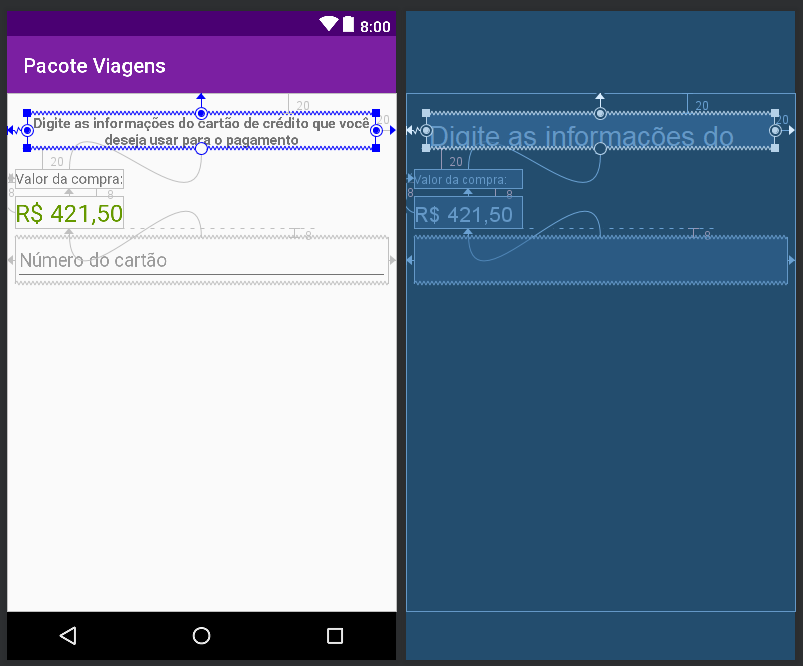 8:00
Pacote Viagens
20
20
Digite as informações do cartão de crédito que você
deseja usar para o pagamento
20
Valor da compra:
8
8
R$ 421,50
8
Número do cartão
20
20
Digite as informações do
20
Valor da compra:
8
8
R$ 421,50
8